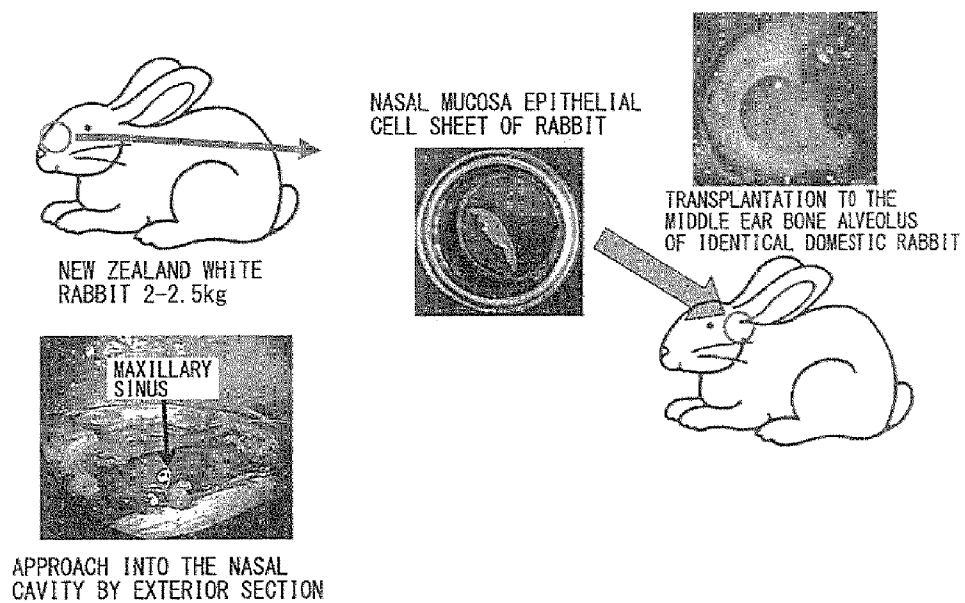 NEW ZEALAND WHITE
RABBIT 2-2.5kg
NASAL MUCOSA EPITHELIAL
CELL SHEET OF RABBIT
TRANSPLANTATION TO THE
MIDDLE EAR BONE ALVEOLUS
OF IDENTICAL DOMESTIC RABBIT
MAXILLARY
SINUS
APPROACH INTO THE NASAL
CAVITY BY EXTERIOR SECTION